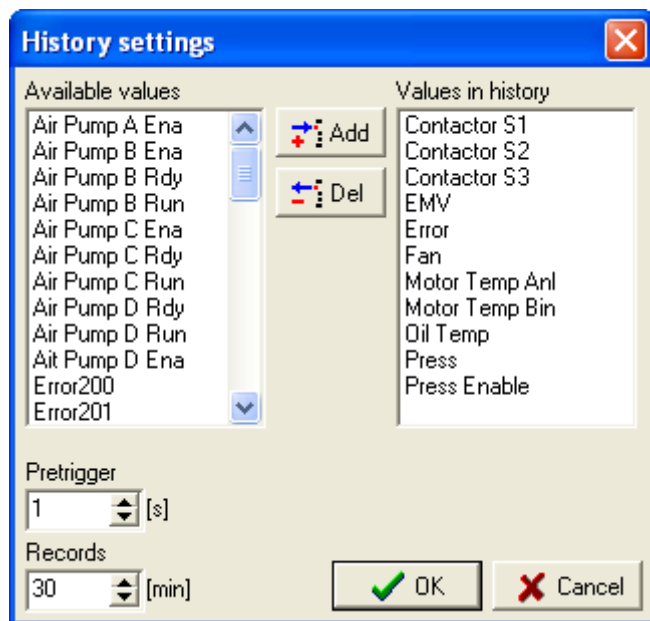 History settings
Available values
Air Pump A Ena
Air Pump B Ena
Air Pump B Rdy
Air Pump B Run
Air Pump C Ena
Air Pump C Rdy
Air Pump C Run
Air Pump D Rdy
Air Pump D Run
Ait Pump D Ena
Error200
Error201
Add
Del
Values in history
Contactor S1
Contactor S2
Contactor S3
EMV
Error
Fan
Motor Temp Anl
Motor Temp Bin
Oil Temp
Press
Press Enable
Pretrigger
1 [s]
Records
30 [min]
OK
Cancel